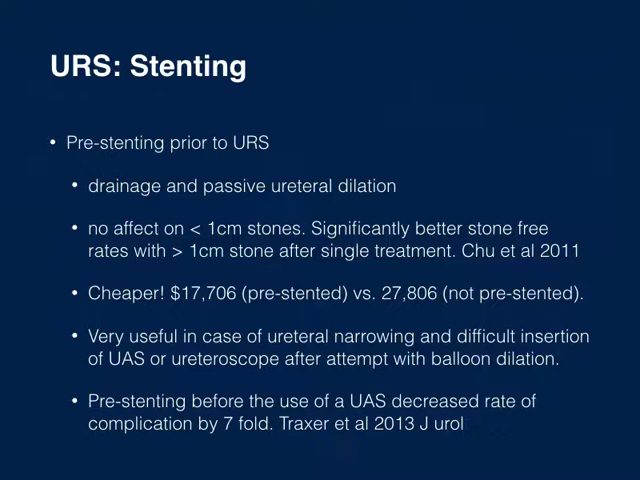 URS: Stenting
• Pre-stenting prior to URS
• drainage and passive ureteral dilation
• no affect on < 1cm stones. Significantly better stone free
rates with > 1cm stone after single treatment. Chu et al 2011
• Cheaper! $17,706 (pre-stented) vs. 27,806 (not pre-stented).
• Very useful in case of ureteral narrowing and difficult insertion
of UAS or ureteroscope after attempt with balloon dilation.
• Pre-stenting before the use of a UAS decreased rate of
complication by 7 fold. Traxer et al 2013 J urol